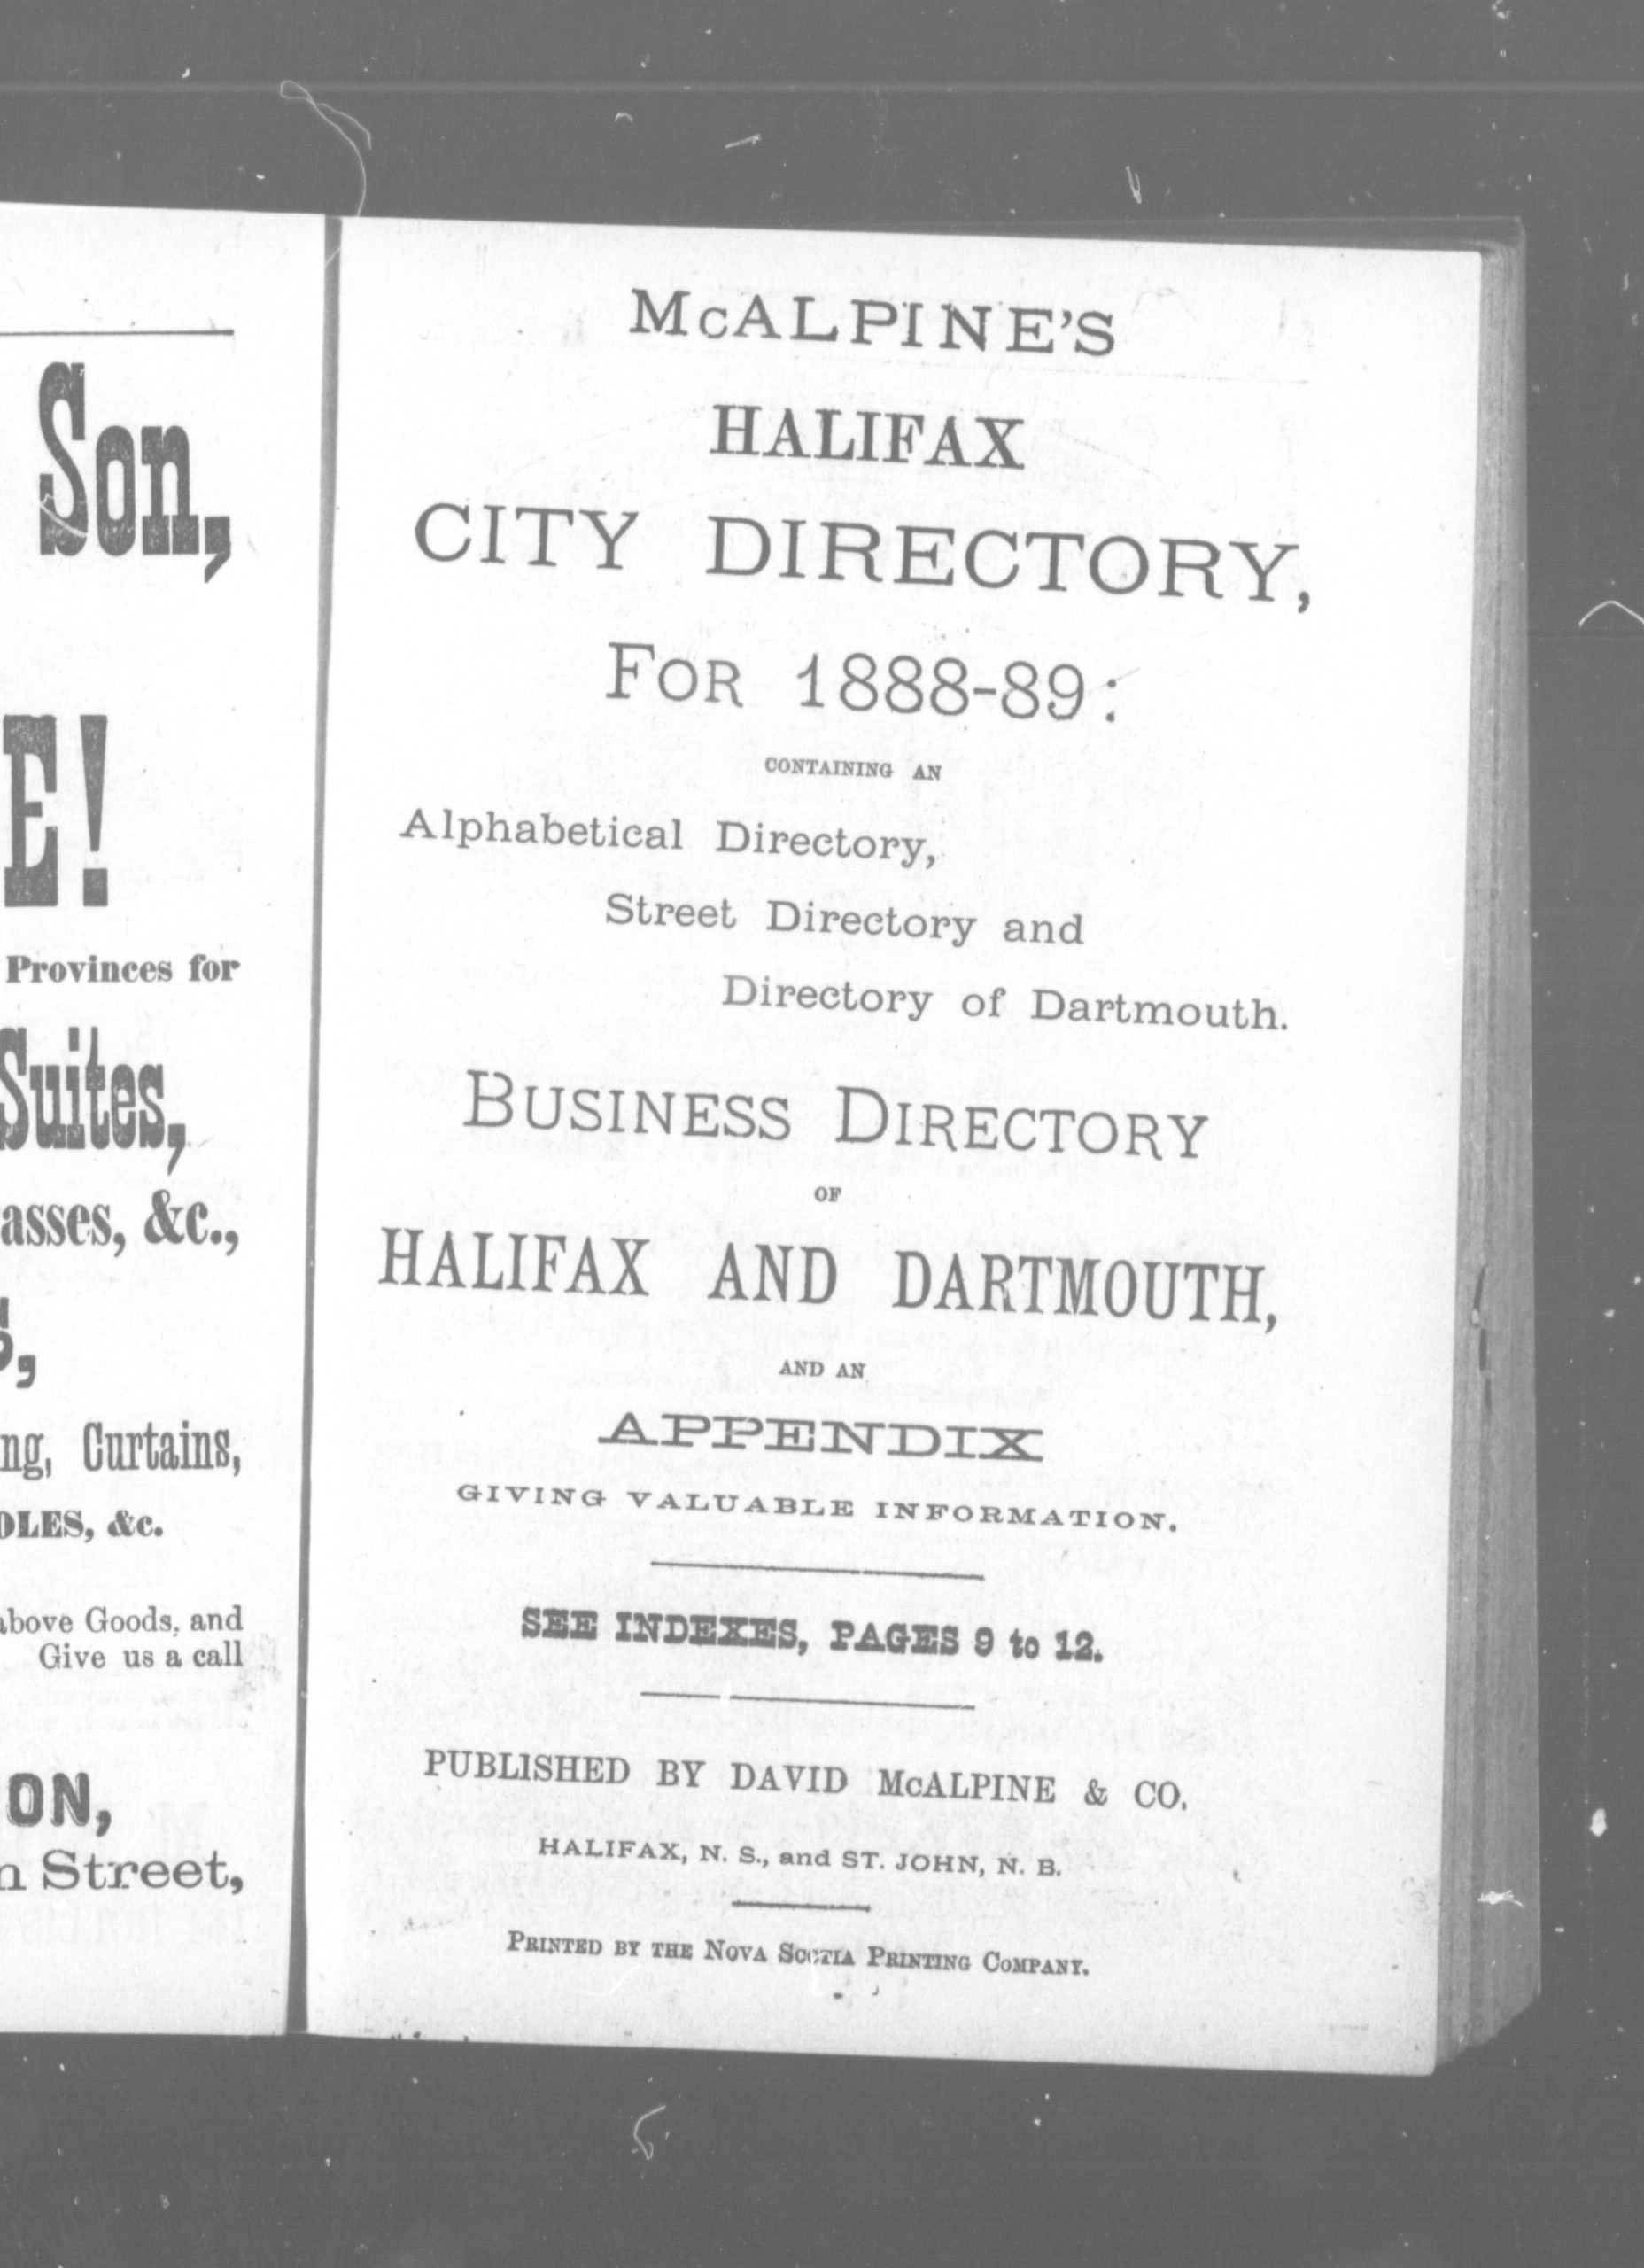 Son,
E!
Provinces for
Suites,
asses, &c.,
s,
ng, Curtains,
OLES, &c.
above Goods, and
Give us a call
ON,
n Street,
McALPINE'S
HALIFAX
CITY DIRECTORY,
FOR 1888-89:
CONTAINING AN
Alphabetical Directory,
Street Directory and
Directory of Dartmouth.
BUSINESS DIRECTORY
OF
HALIFAX AND DARTMOUTH,
AND AN
APPENDIX
GIVING VALUABLE INFORMATION.
SEE INDEXES, PAGES 9 to 12.
PUBLISHED BY DAVID McALPINE & CO.
HALIFAX, N. S., and ST. JOHN, N. B.
PRINTED BY THE NOVA SCOTIA PRINTING COMPANY.